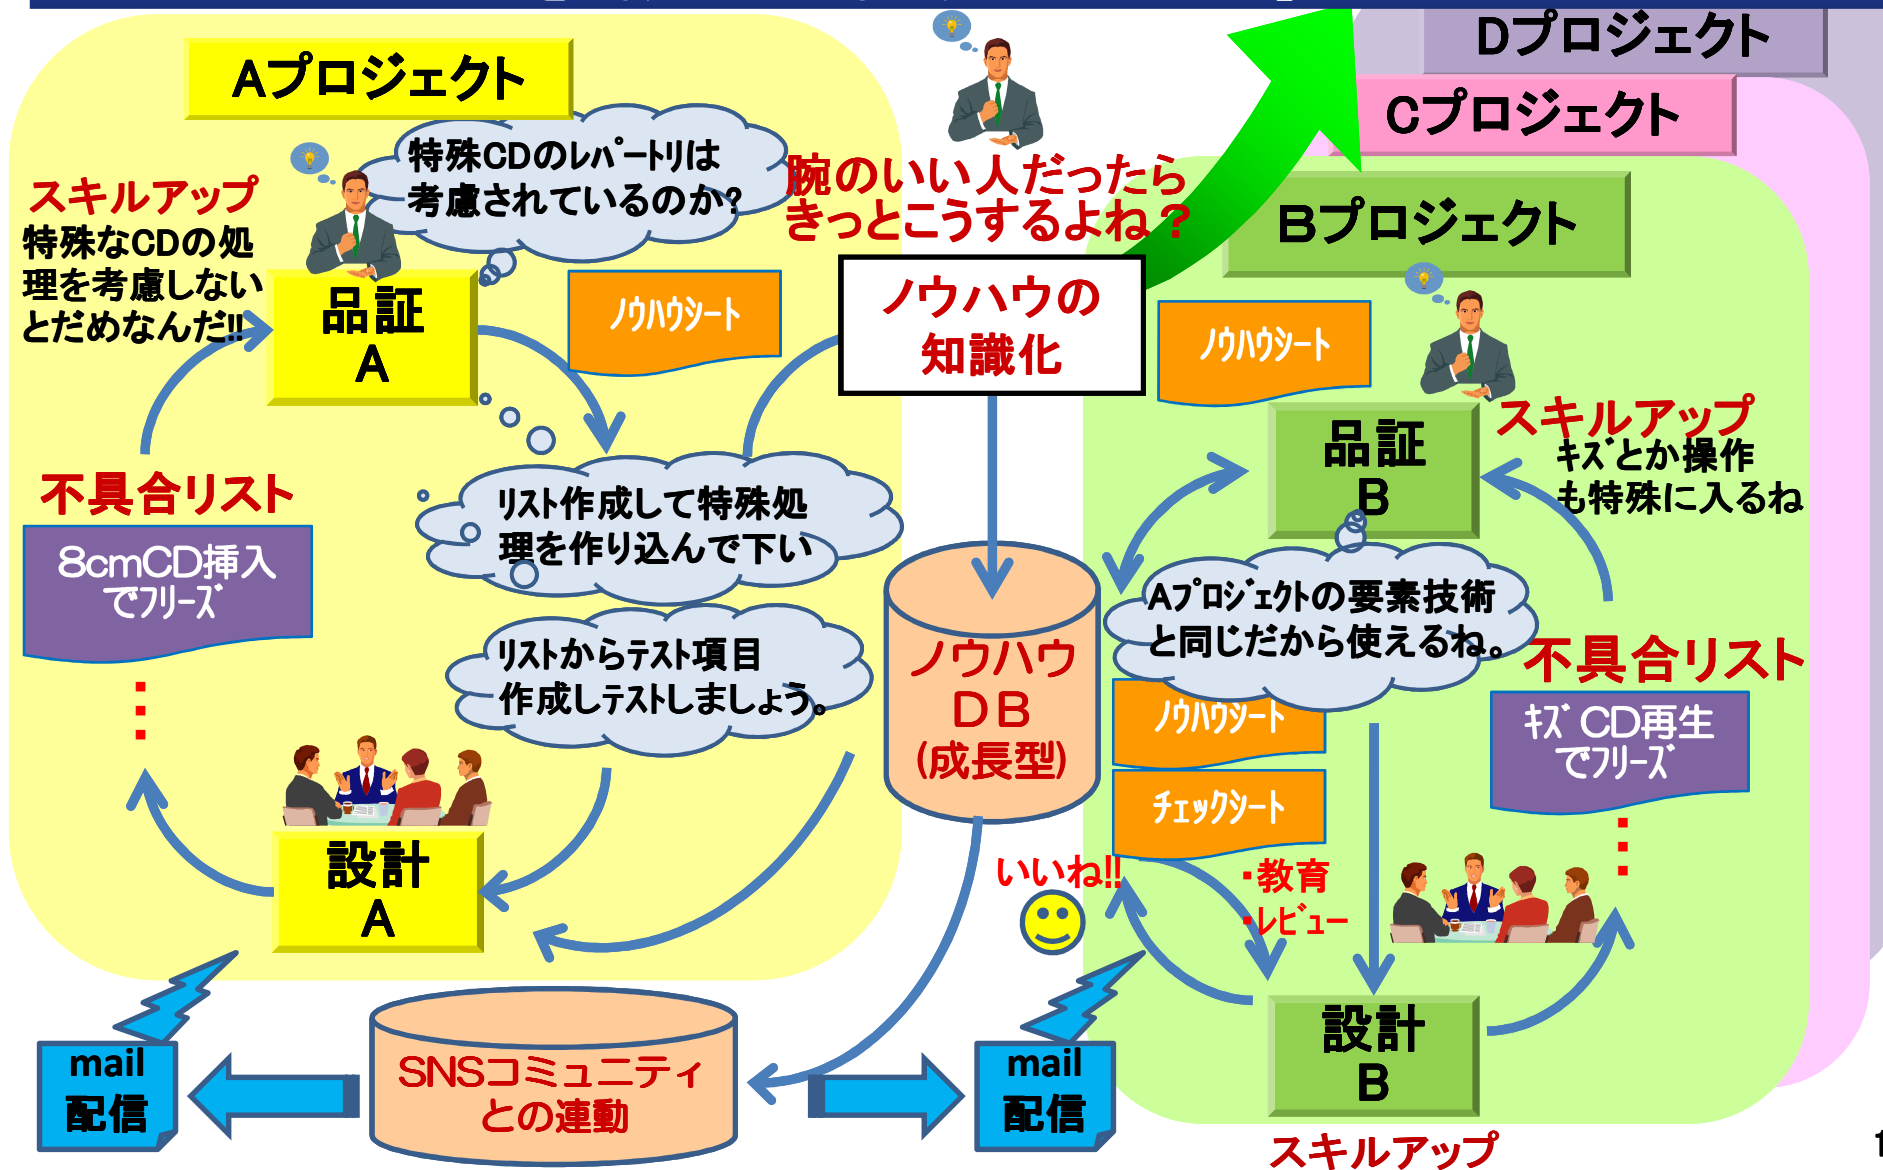 Aプロジェクト
特殊CDのレパートリは
考慮されているのか?
スキルアップ
特殊なCDの処
理を考慮しない
とだめなんだ!!
品証
A
ノウハウシート
不具合リスト
8cmCD挿入
でフリーズ
リスト作成して特殊処
理を作り込んで下い
リストからテスト項目
作成しテストしましょう。
設計
A
腕のいい人だったら
きっとこうするよね？
ノウハウの
知識化
ノウハウ
DB
(成長型)
Dプロジェクト
Cプロジェクト
Bプロジェクト
ノウハウシート
品証
B
スキルアップ
キズとか操作
も特殊に入るね
Aプロジェクトの要素技術
と同じだから使えるね。
ノウハウシート
チェックシート
不具合リスト
キズCD再生
でフリーズ
いいね!!
・教育
・レビュー
設計
B
スキルアップ
mail
配信
SNSコミュニティ
との連動
mail
配信